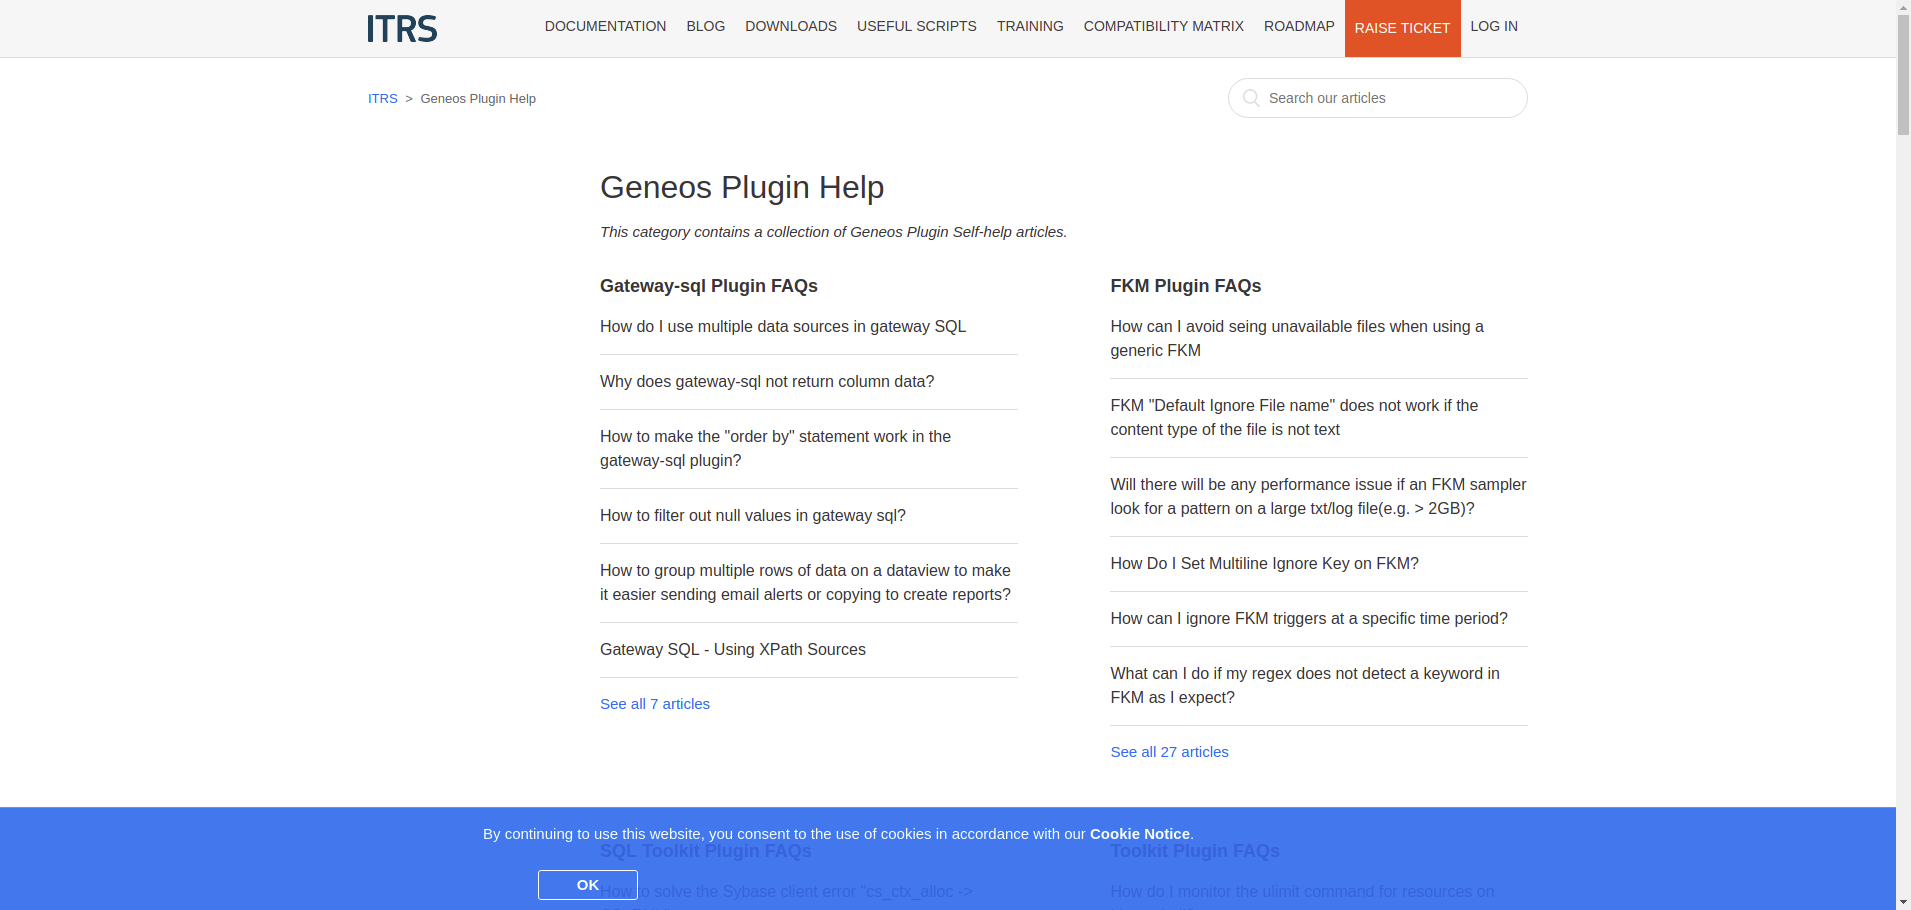 ITRS
DOCUMENTATION BLOG DOWNLOADS USEFUL SCRIPTS TRAINING COMPATIBILITY MATRIX ROADMAP RAISE TICKET LOG IN
ITRS > Geneos Plugin Help
Search our articles
Geneos Plugin Help
This category contains a collection of Geneos Plugin Self-help articles.
Gateway-sql Plugin FAQs
How do I use multiple data sources in gateway SQL
Why does gateway-sql not return column data?
How to make the "order by" statement work in the
gateway-sql plugin?
How to filter out null values in gateway sql?
How to group multiple rows of data on a dataview to make
it easier sending email alerts or copying to create reports?
Gateway SQL - Using XPath Sources
See all 7 articles
FKM Plugin FAQs
How can I avoid seing unavailable files when using a
generic FKM
FKM "Default Ignore File name" does not work if the
content type of the file is not text
Will there will be any performance issue if an FKM sampler
look for a pattern on a large txt/log file(e.g. > 2GB)?
How Do I Set Multiline Ignore Key on FKM?
How can I ignore FKM triggers at a specific time period?
What can I do if my regex does not detect a keyword in
FKM as I expect?
See all 27 articles
By continuing to use this website, you consent to the use of cookies in accordance with our Cookie Notice.
SQL Toolkit Plugin FAQs
How to solve the Sybase client error "cs_ctx_alloc ->
Toolkit Plugin FAQs
How do I monitor the ulimit command for resources on
OK